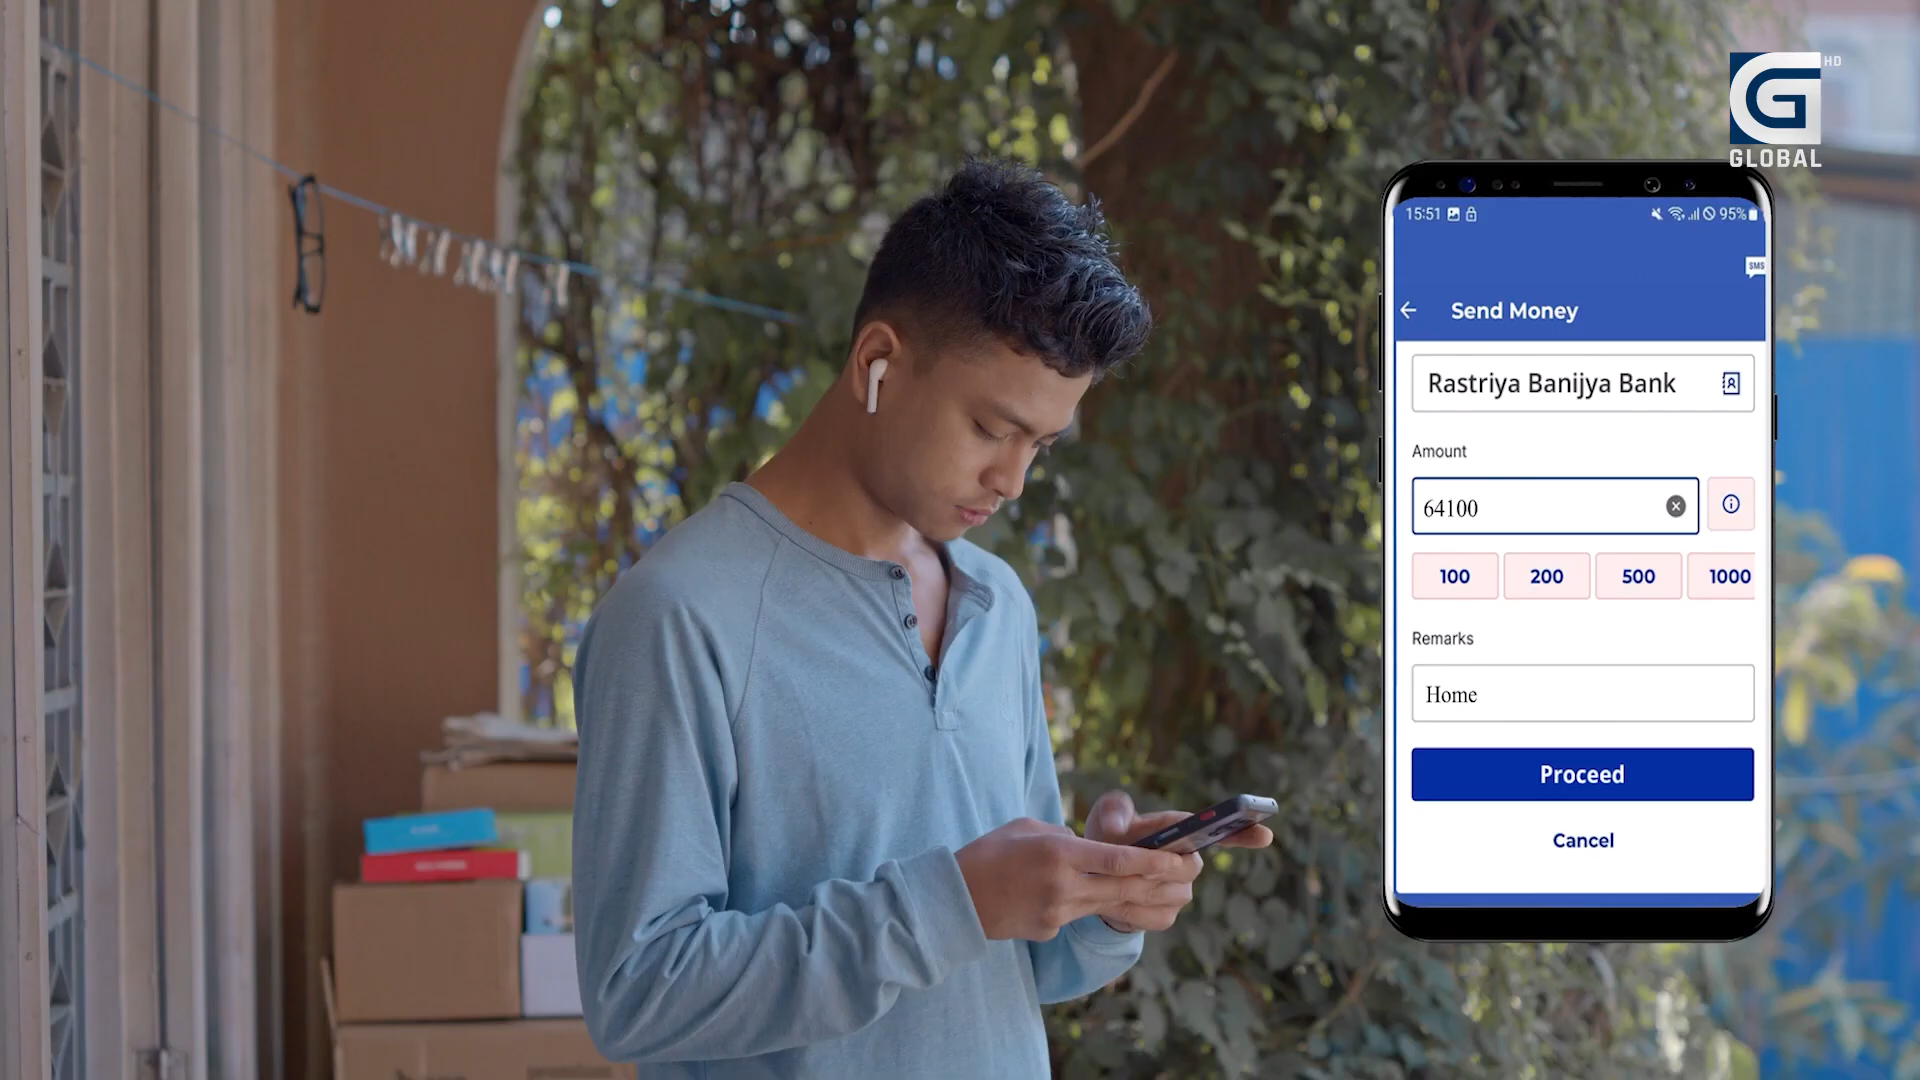 HD
GLOBAL
15:51
95%
SMS
Send Money
Rastriya Banijya Bank
Amount
64100
100 200 500 1000
Remarks
Home
Proceed
Cancel